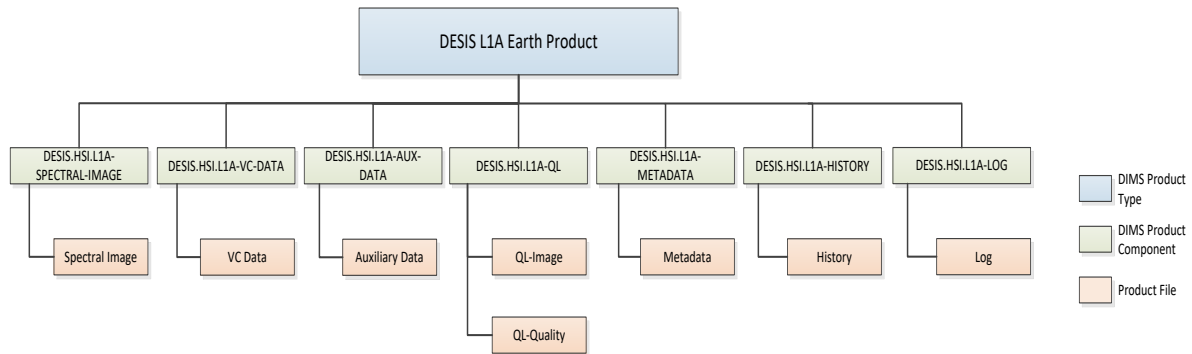 DESIS L1A Earth Product
DESIS.HSI.L1A-
SPECTRAL-IMAGE
DESIS.HSI.L1A-VC-DATA
DESIS.HSI.L1A-AUX-
DATA
DESIS.HSI.L1A-QL
DESIS.HSI.L1A-
METADATA
DESIS.HSI.L1A-HISTORY
DESIS.HSI.L1A-LOG
Spectral Image
VC Data
Auxiliary Data
QL-Image
Metadata
History
Log
QL-Quality
DIMS Product
Type
DIMS Product
Component
Product File